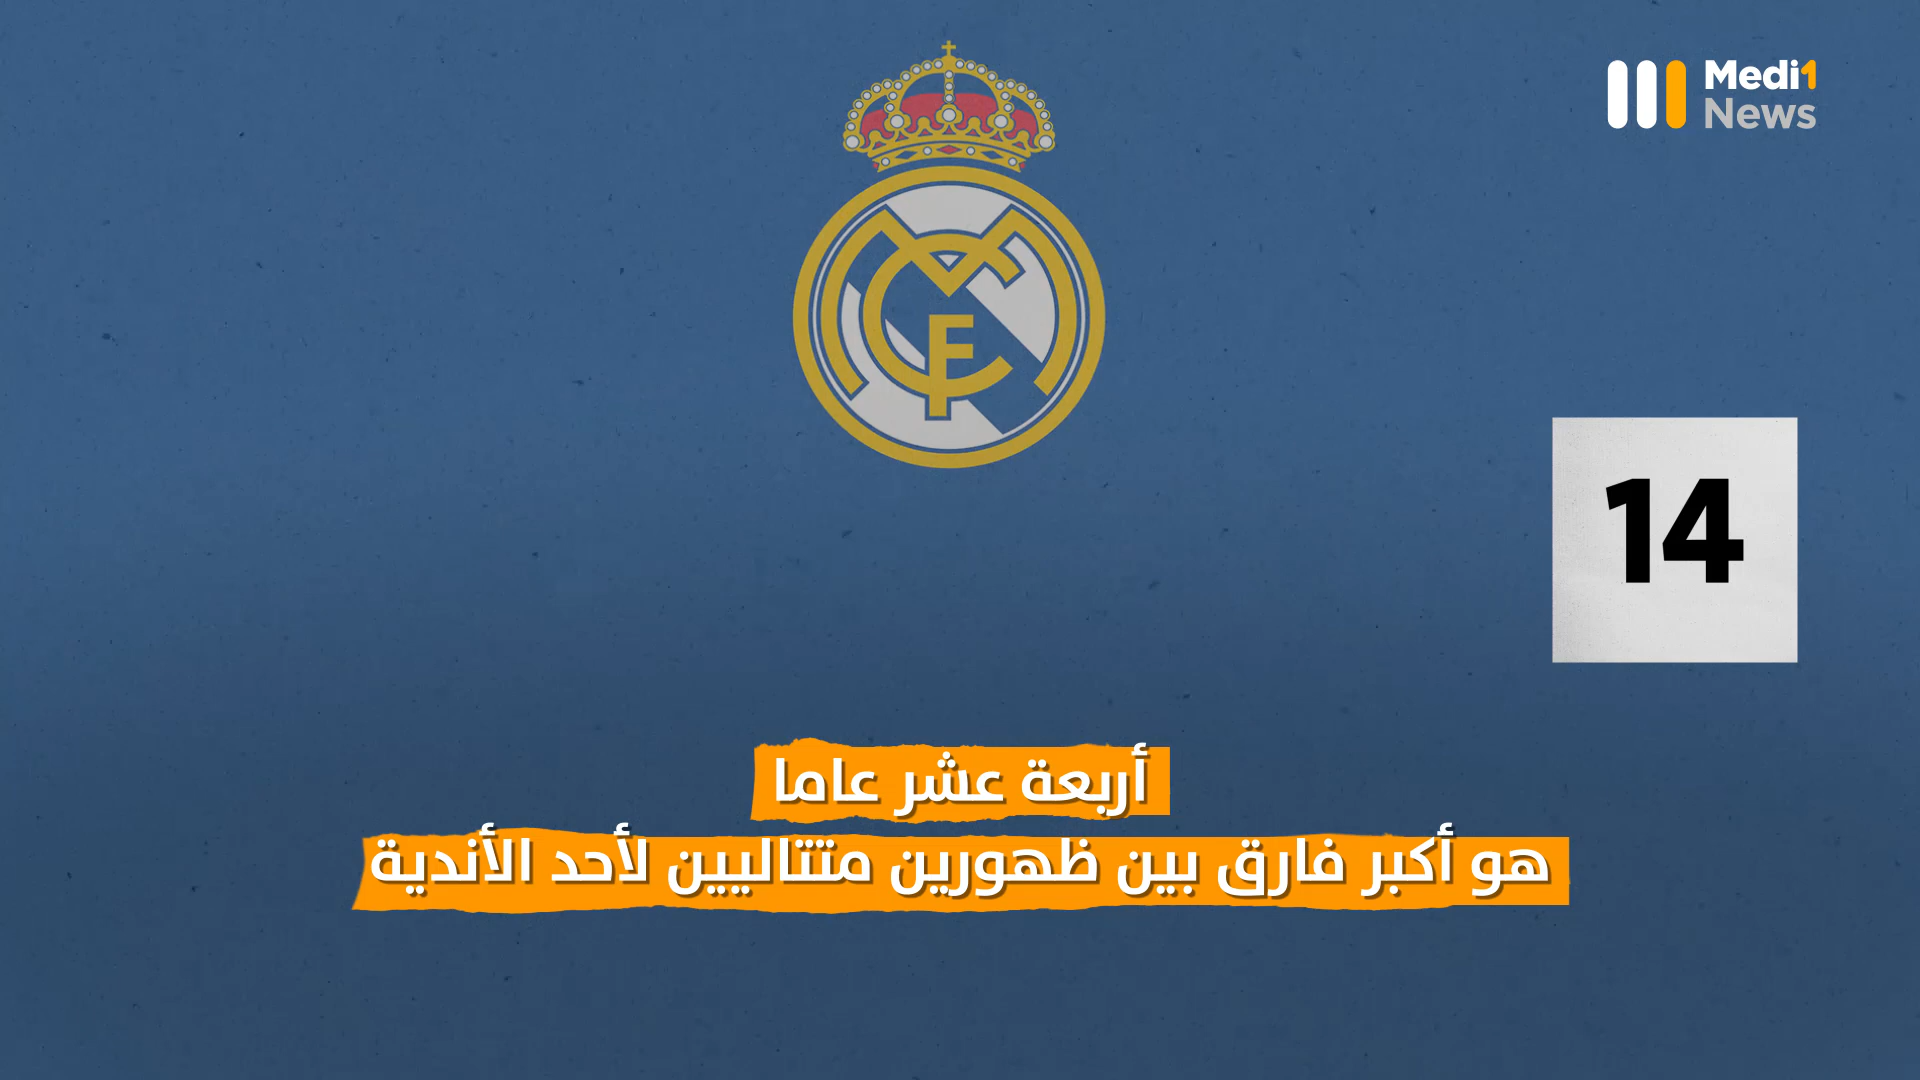 Medi1
News
14
أربعة عشر عاما
هو أكبر فارق بين ظهورين متتاليين لأحد الأندية